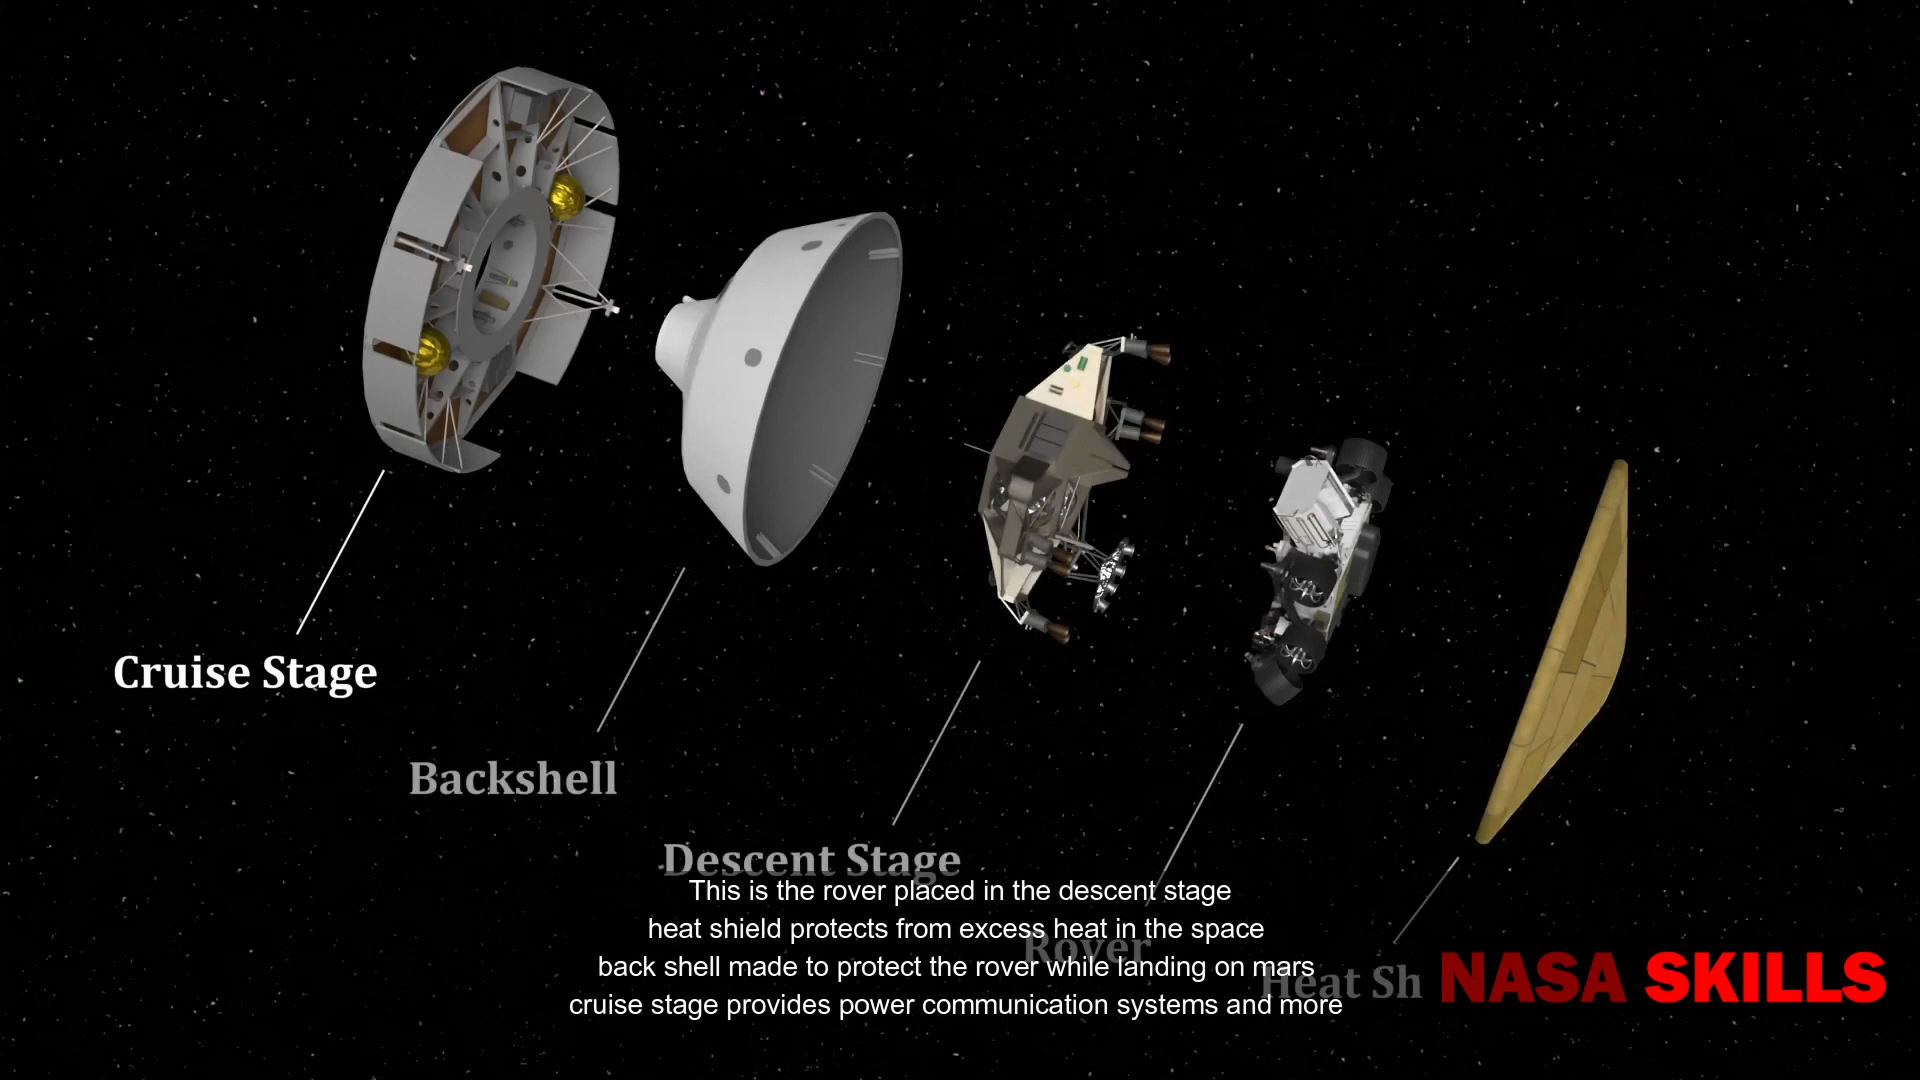 Cruise Stage
Backshell
Descent Stage
This is the rover placed in the descent stage
heat shield protects from excess heat in the space
Rover
back shell made to protect the rover while landing on mars
Heat Sh
NASA SKILLS
cruise stage provides power communication systems and more